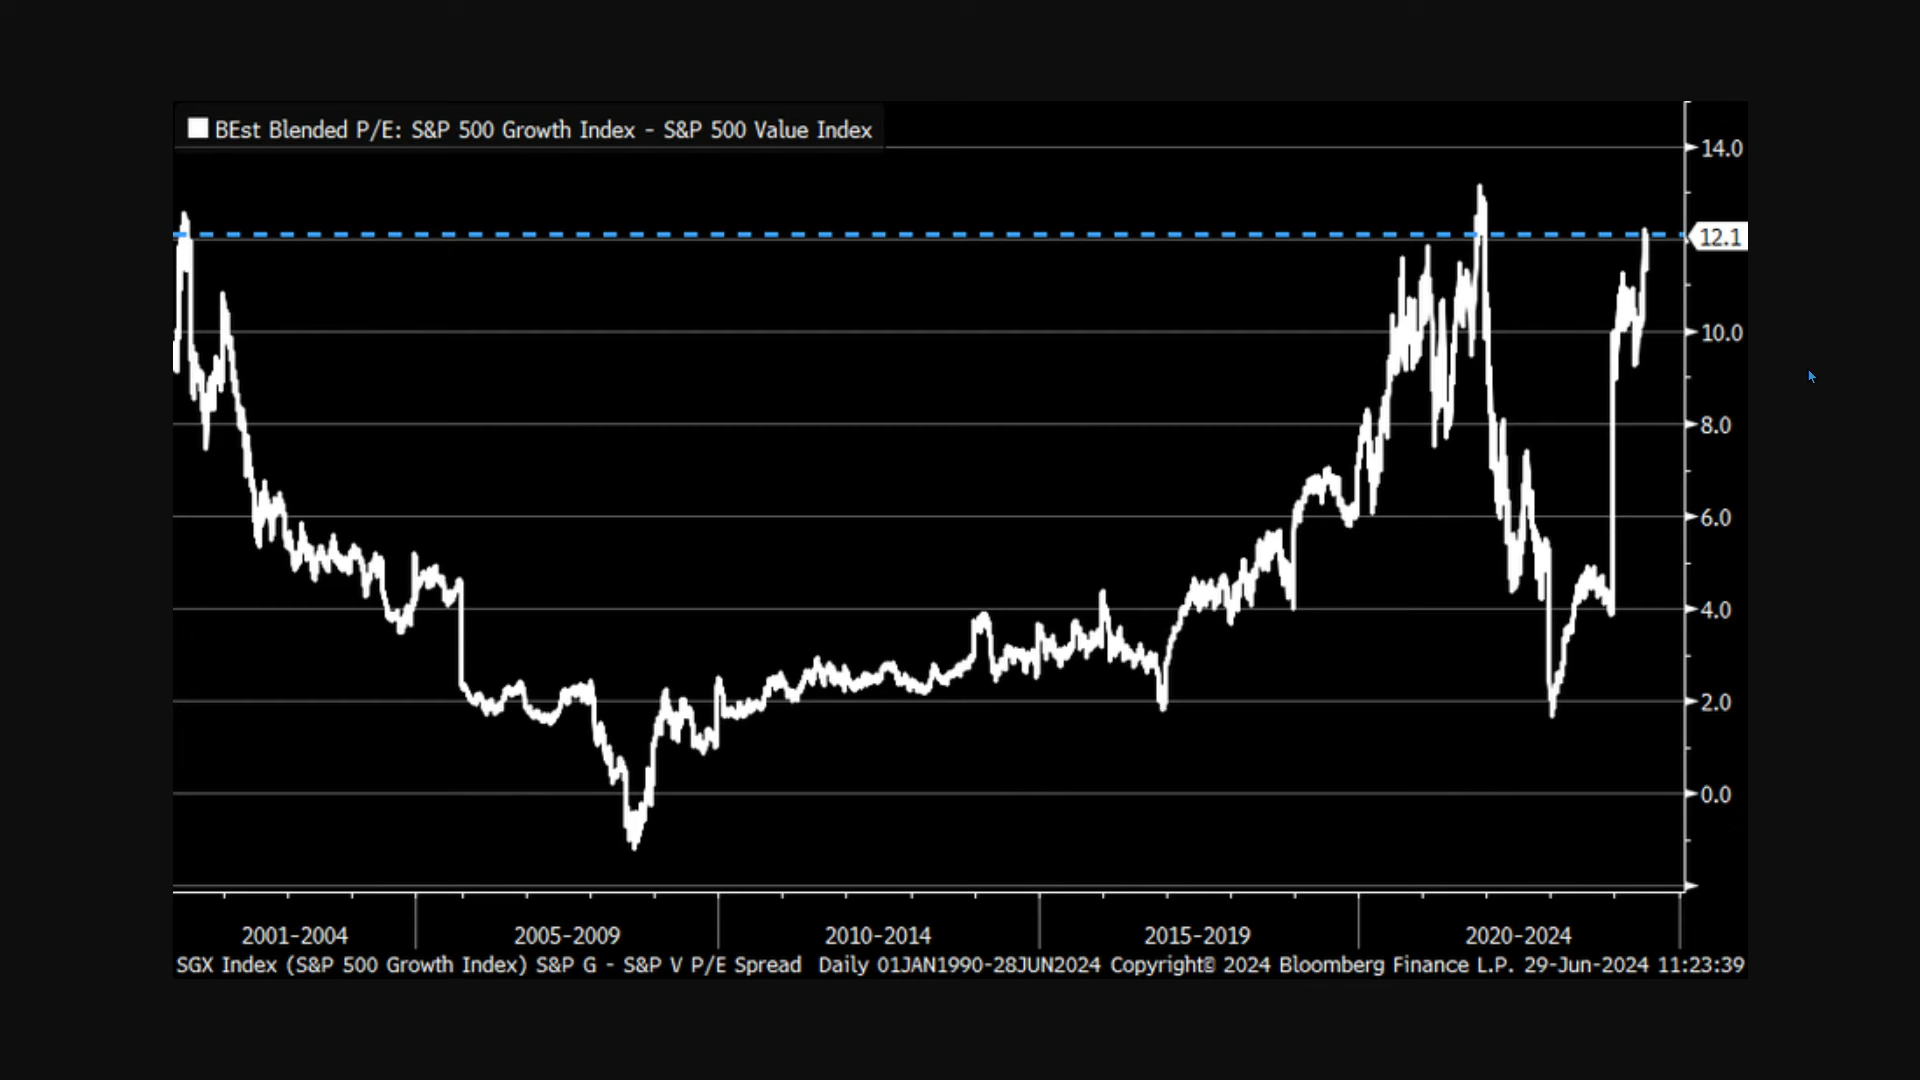 BEst Blended P/E: S&P 500 Growth Index - S&P 500 Value Index
14.0
12.1
10.0
8.0
6.0
4.0
2.0
0.0
2001-2004 2005-2009 2010-2014 2015-2019 2020-2024
SGX Index (S&P 500 Growth Index) S&P G - S&P V P/E Spread Daily 01JAN1990-28JUN2024 Copyright© 2024 Bloomberg Finance L.P. 29-Jun-2024 11:23:39